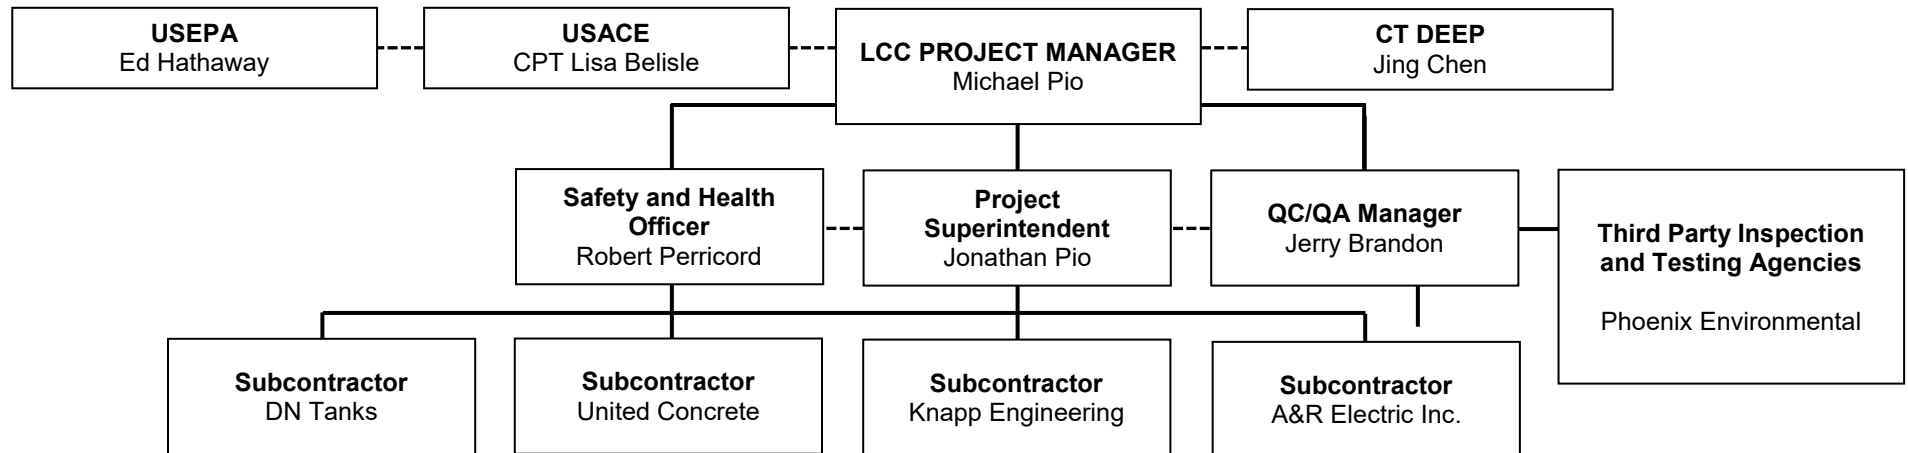 USEPA
Ed Hathaway
USACE
CPT Lisa Belisle
LCC PROJECT MANAGER
Michael Pio
CT DEEP
Jing Chen
Safety and Health
Officer
Robert Perricord
Project
Superintendent
Jonathan Pio
QC/QA Manager
Jerry Brandon
Third Party Inspection
and Testing Agencies
Phoenix Environmental
Subcontractor
DN Tanks
Subcontractor
United Concrete
Subcontractor
Knapp Engineering
Subcontractor
A&R Electric Inc.